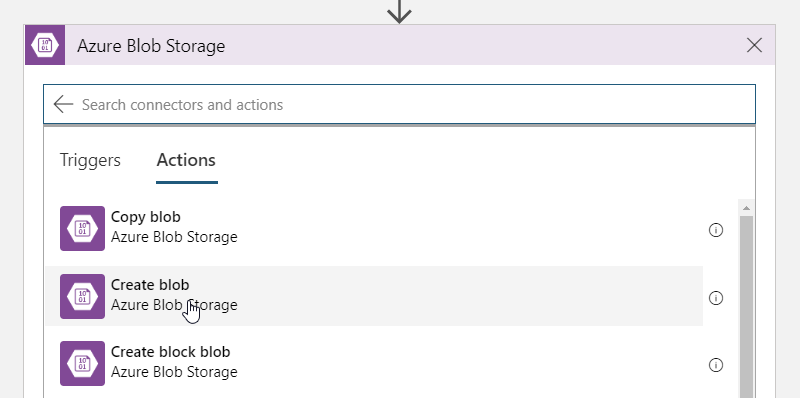 Azure Blob Storage
Search connectors and actions
Triggers Actions
Copy blob
Azure Blob Storage
Create blob
Azure Blob Storage
Create block blob
Azure Blob Storage